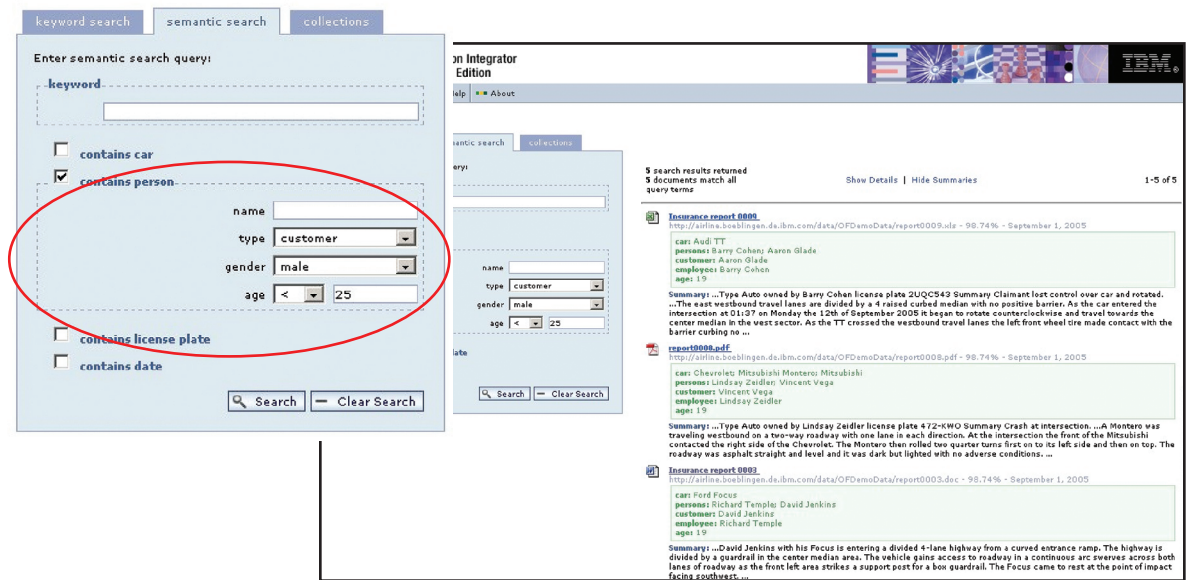 keyword search semantic search collections
Enter semantic search query:
keyword
contains car
contains person
name
type customer
gender male
age < 25
contains license plate
contains date
Search Clear Search
on Integrator
Edition
IBM
Help About
mantic search collections
ery:
name
type customer
gender male
age < 25
late
Search Clear Search
5 search results returned
5 documents match all
query terms
Show Details | Hide Summaries
1-5 of 5
Insurance report 0009
http://airline.boeblingen.de.ibm.com/data/OFDemoData/report0009.xls - 98.74% - September 1, 2005
car: Audi TT
persons: Barry Cohen; Aaron Glade
customer: Aaron Glade
employee: Barry Cohen
age: 19
Summary: ...Type Auto owned by Barry Cohen license plate 2UQC543 Summary Claimant lost control over car and rotated.
...The east westbound travel lanes are divided by a 4 raised curbed median with no positive barrier. As the car entered the
intersection at 01:37 on Monday the 12th of September 2005 it began to rotate counterclockwise and travel towards the
center median in the west sector. As the TT crossed the westbound travel lanes the left front wheel tire made contact with the
barrier curbing no ...
report0008.pdf
http://airline.boeblingen.de.ibm.com/data/OFDemoData/report0008.pdf - 98.74% - September 1, 2005
car: Chevrolet; Mitsubishi Montero; Mitsubishi
persons: Lindsay Zeidler; Vincent Vega
customer: Vincent Vega
employee: Lindsay Zeidler
age: 19
Summary: ...Type Auto owned by Lindsay Zeidler license plate 472-KWO Summary Crash at intersection. ...A Montero was
traveling westbound on a two-way roadway with one lane in each direction. At the intersection the front of the Mitsubishi
contacted the right side of the Chevrolet. The Montero then rolled two quarter turns first on to its left side and then on top. The
roadway was asphalt straight and level and it was dark but lighted with no adverse conditions. ...
Insurance report 0003
http://airline.boeblingen.de.ibm.com/data/OFDemoData/report0003.doc - 98.74% - September 1, 2005
car: Ford Focus
persons: Richard Temple; David Jenkins
customer: David Jenkins
employee: Richard Temple
age: 19
Summary: ...David Jenkins with his Focus is entering a divided 4-lane highway from a curved entrance ramp. The highway is
divided by a guardrail in the center median area. The vehicle gains access to roadway in a continuous arc swerves across both
lanes of roadway as the front left area strikes a support post for a box guardrail. The Focus came to rest at the point of impact
facing southwest. ...